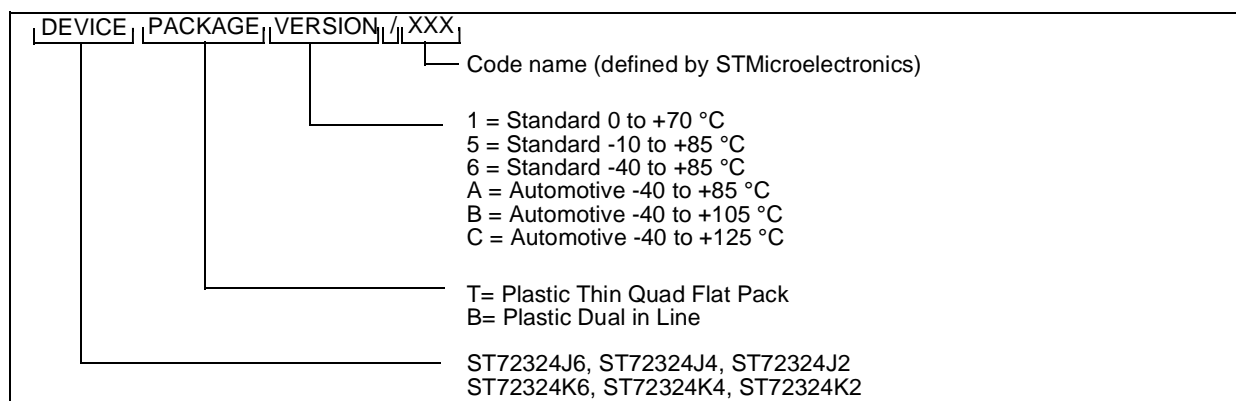 DEVICE PACKAGE VERSION / XXX
Code name (defined by STMicroelectronics)
1 = Standard 0 to +70 °C
5 = Standard -10 to +85 °C
6 = Standard -40 to +85 °C
A = Automotive -40 to +85 °C
B = Automotive -40 to +105 °C
C = Automotive -40 to +125 °C
T= Plastic Thin Quad Flat Pack
B= Plastic Dual in Line
ST72324J6, ST72324J4, ST72324J2
ST72324K6, ST72324K4, ST72324K2